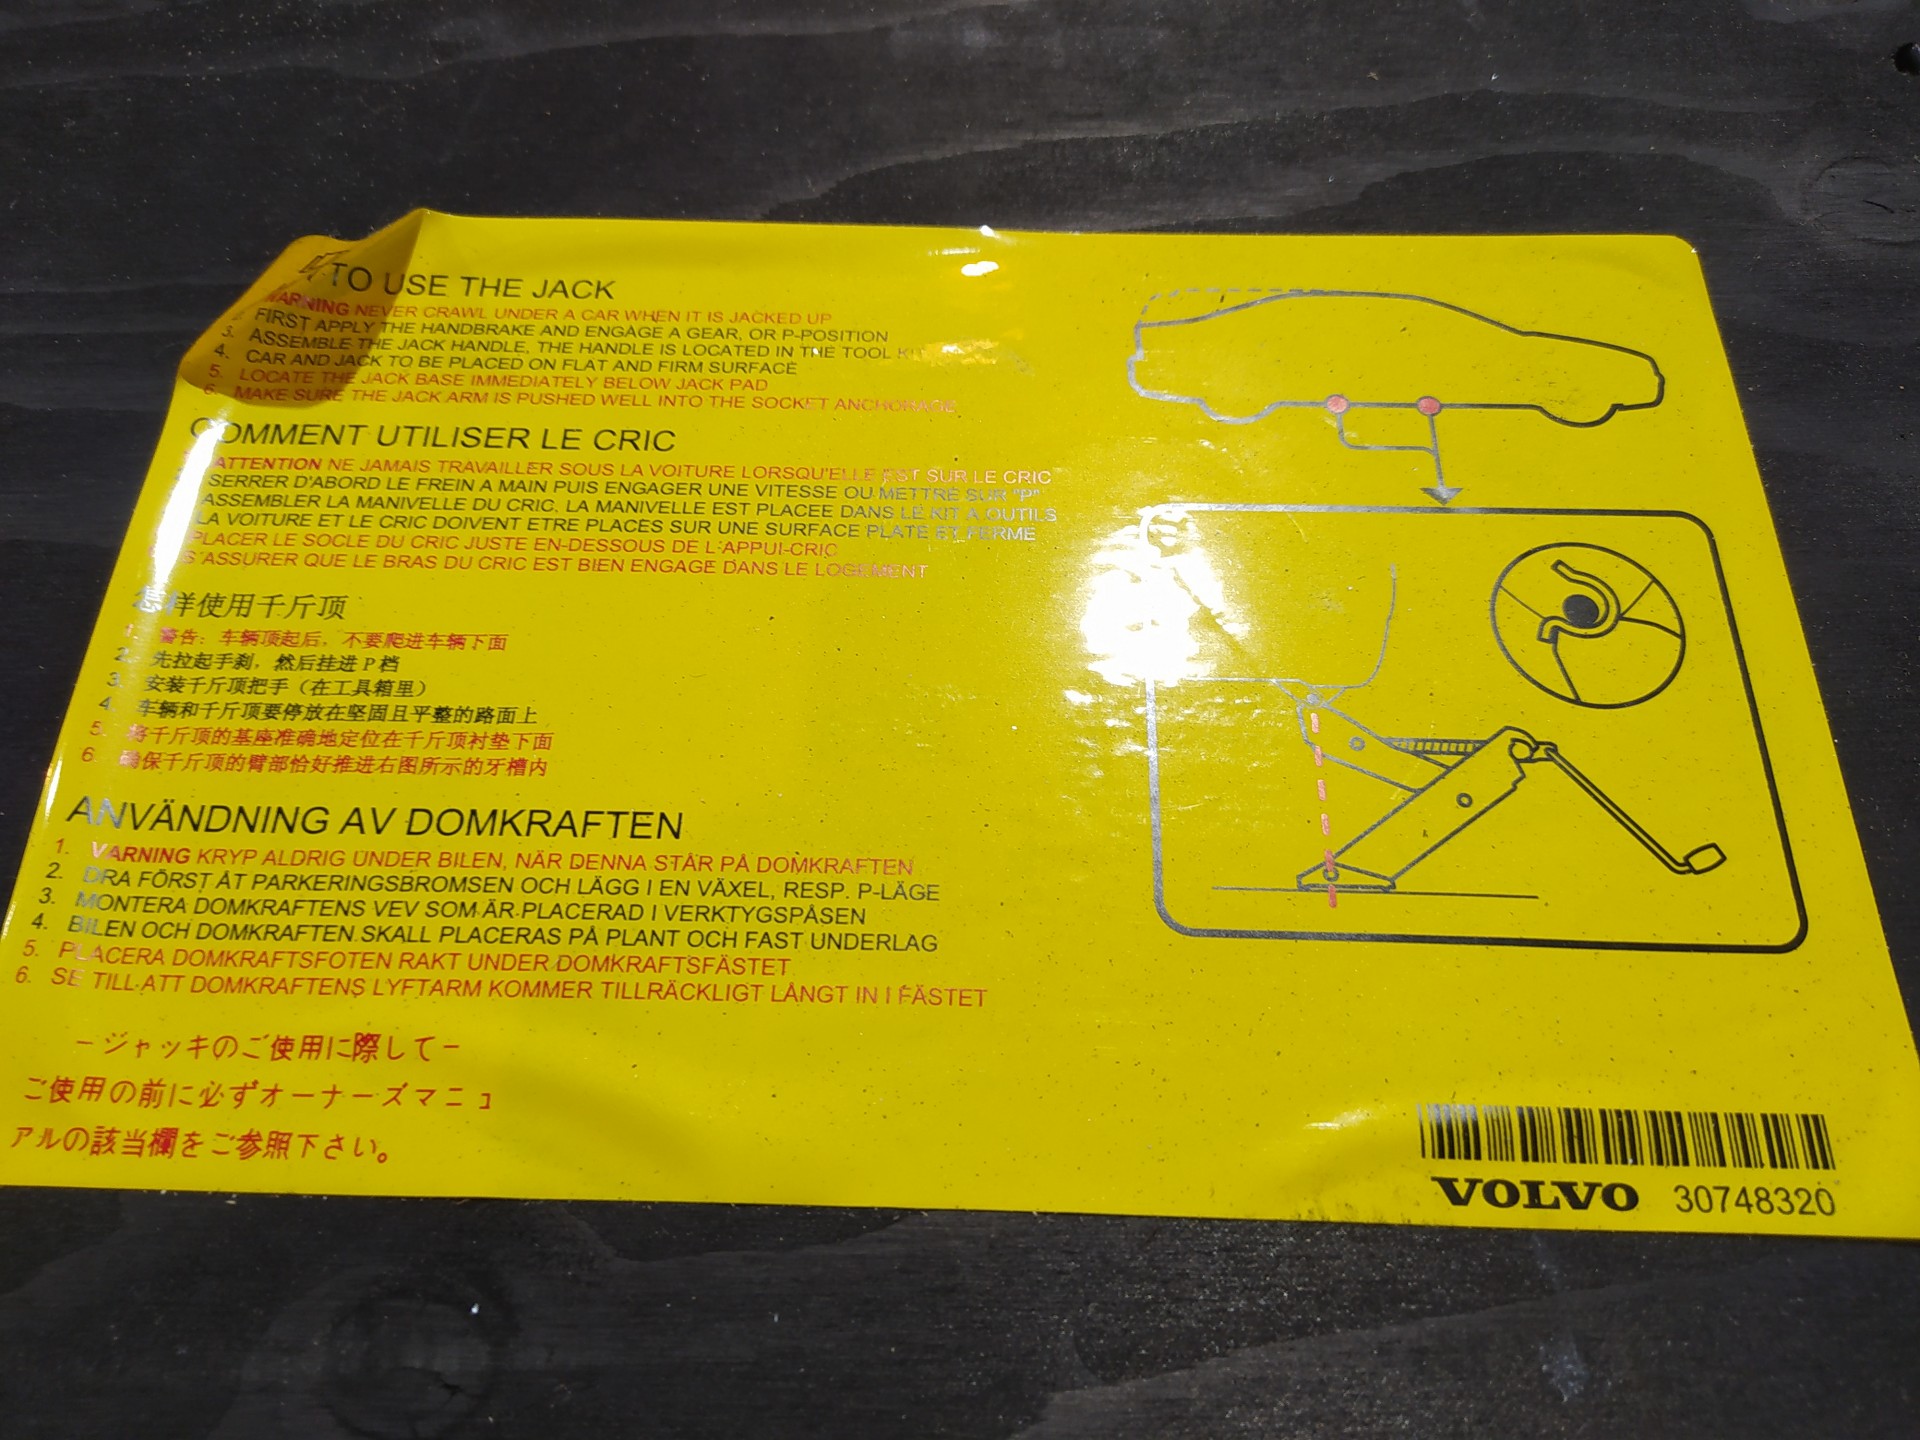 TO USE THE JACK
WARNING NEVER CRAWL UNDER A CAR WHEN IT IS JACKED UP
2. FIRST APPLY THE HANDBRAKE AND ENGAGE A GEAR, OR P-POSITION
3. ASSEMBLE THE JACK HANDLE, THE HANDLE IS LOCATED IN THE TOOL KIT
4. CAR AND JACK TO BE PLACED ON FLAT AND FIRM SURFACE
5. LOCATE THE JACK BASE IMMEDIATELY BELOW JACK PAD
6. MAKE SURE THE JACK ARM IS PUSHED WELL INTO THE SOCKET ANCHORAGE
COMMENT UTILISER LE CRIC
ATTENTION NE JAMAIS TRAVAILLER SOUS LA VOITURE LORSQU'ELLE EST SUR LE CRIC
SERRER D'ABORD LE FREIN A MAIN PUIS ENGAGER UNE VITESSE OU METTRE SUR "P"
ASSEMBLER LA MANIVELLE DU CRIC, LA MANIVELLE EST PLACEE DANS LE KIT A OUTILS
LA VOITURE ET LE CRIC DOIVENT ETRE PLACES SUR UNE SURFACE PLATE ET FERME
PLACER LE SOCLE DU CRIC JUSTE EN-DESSOUS DE L'APPUI-CRIC
S'ASSURER QUE LE BRAS DU CRIC EST BIEN ENGAGE DANS LE LOGEMENT
样使用千斤顶
1. 警告：车辆顶起后，不要爬进车辆下面
2. 先拉起手刹，然后挂进 P 档
3. 安装千斤顶把手（在工具箱里）
4. 车辆和千斤顶要停放在坚固且平整的路面上
5. 将千斤顶的基座准确地定位在千斤顶衬垫下面
6 确保千斤顶的臂部恰好推进右图所示的牙槽内
ANVÄNDNING AV DOMKRAFTEN
1. VARNING KRYP ALDRIG UNDER BILEN, NÄR DENNA STÅR PÅ DOMKRAFTEN
2. DRA FÖRST ÅT PARKERINGSBROMSEN OCH LÄGG I EN VÄXEL, RESP. P-LÄGE
3. MONTERA DOMKRAFTENS VEV SOM ÄR PLACERAD I VERKTYGSPÅSEN
4. BILEN OCH DOMKRAFTEN SKALL PLACERAS PÅ PLANT OCH FAST UNDERLAG
5. PLACERA DOMKRAFTSFOTEN RAKT UNDER DOMKRAFTSFÄSTET
6. SE TILL ATT DOMKRAFTENS LYFTARM KOMMER TILLRÄCKLIGT LÅNGT IN I FÄSTET
－ジャッキのご使用に際して－
ご使用の前に必ずオーナーズマニュ
アルの該当欄をご参照下さい。
VOLVO 30748320